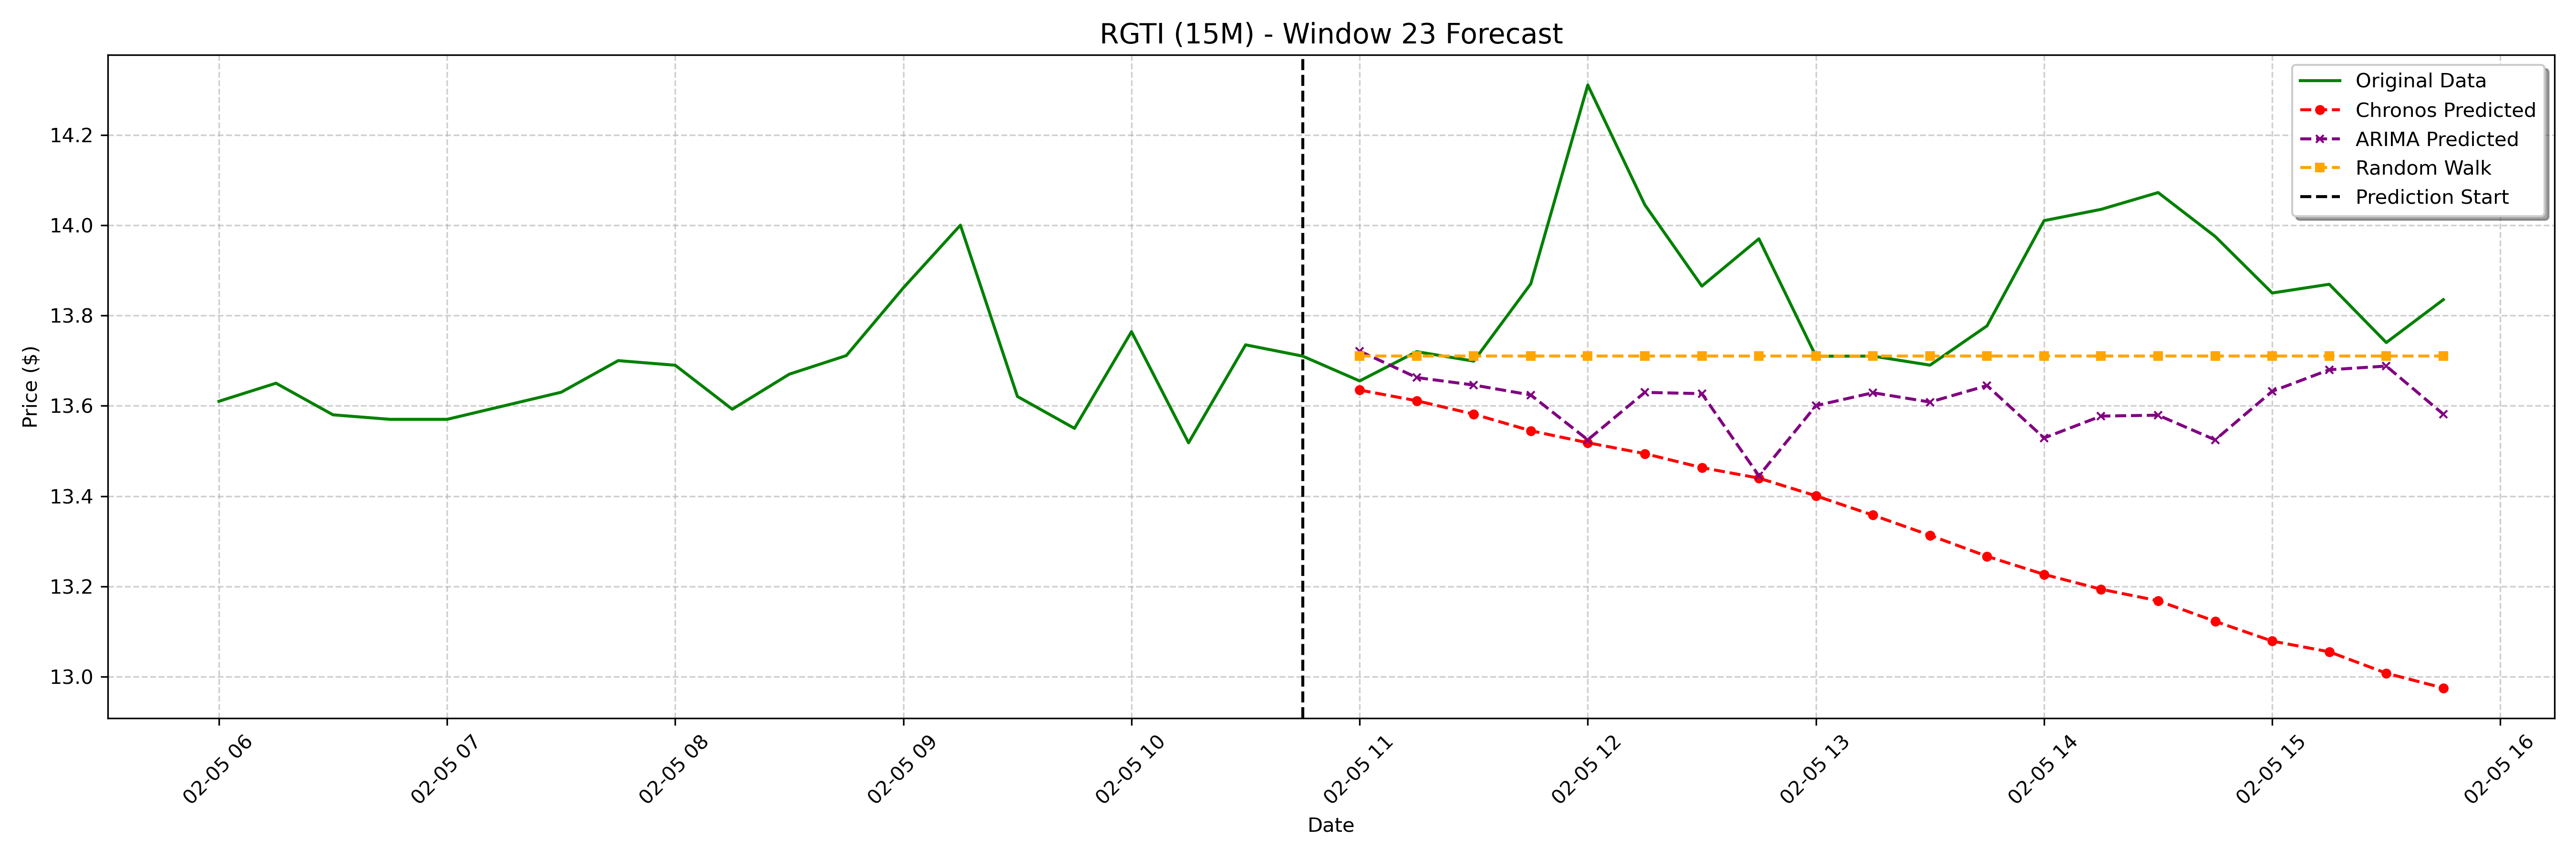 RGTI (15M) - Window 23 Forecast
Original Data
Chronos Predicted
ARIMA Predicted
Random Walk
Prediction Start
Price ($)
14.2
14.0
13.8
13.6
13.4
13.2
13.0
02-05 06
02-05 07
02-05 08
02-05 09
02-05 10
02-05 11
02-05 12
02-05 13
02-05 14
02-05 15
02-05 16
Date